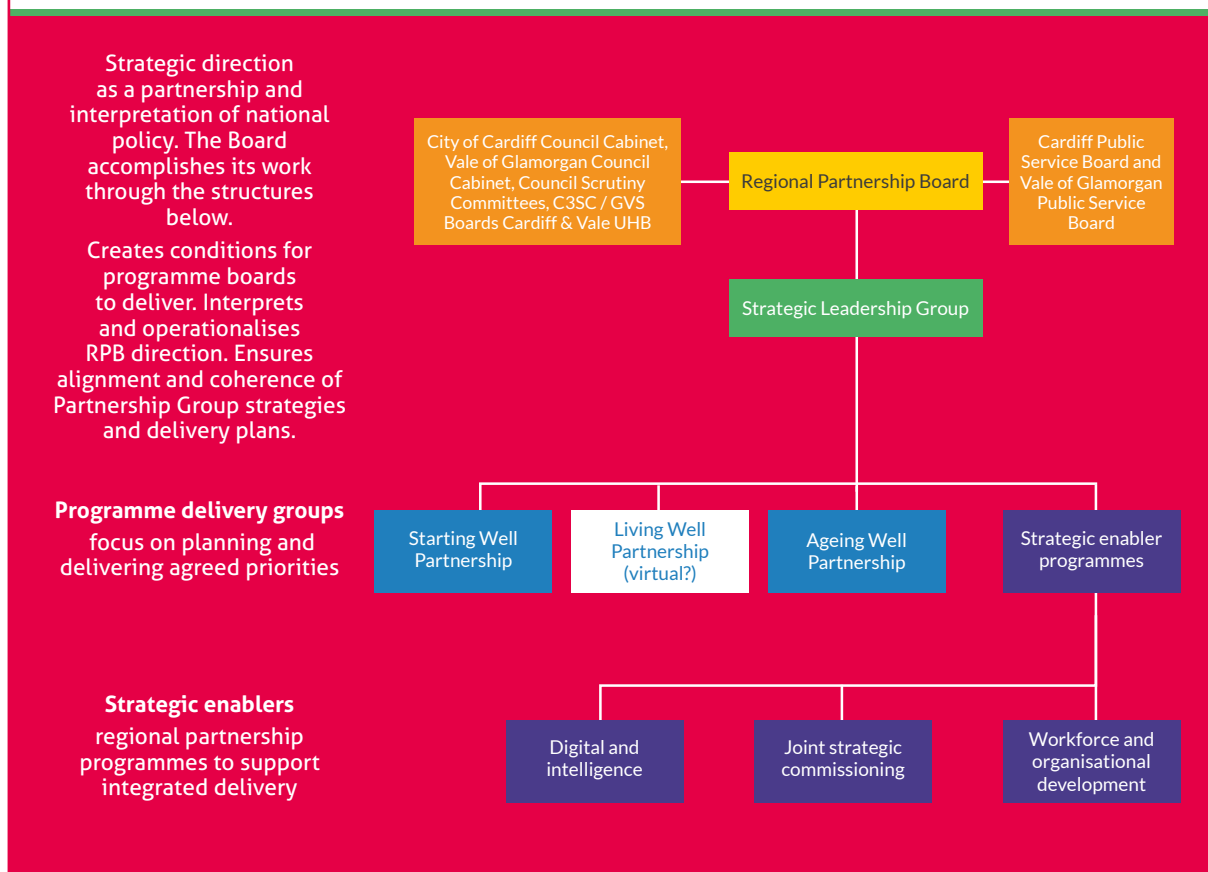 Strategic direction
as a partnership and
interpretation of national
policy. The Board
accomplishes its work
through the structures
below.
Creates conditions for
programme boards
to deliver. Interprets
and operationalises
RPB direction. Ensures
alignment and coherence of
Partnership Group strategies
and delivery plans.
City of Cardiff Council Cabinet,
Vale of Glamorgan Council
Cabinet, Council Scrutiny
Committees, C3SC / GVS
Boards Cardiff & Vale UHB
Regional Partnership Board
Cardiff Public
Service Board and
Vale of Glamorgan
Public Service
Board
Strategic Leadership Group
Programme delivery groups
focus on planning and
delivering agreed priorities
Starting Well
Partnership
Living Well
Partnership
(virtual?)
Ageing Well
Partnership
Strategic enabler
programmes
Strategic enablers
regional partnership
programmes to support
integrated delivery
Digital and
intelligence
Joint strategic
commissioning
Workforce and
organisational
development